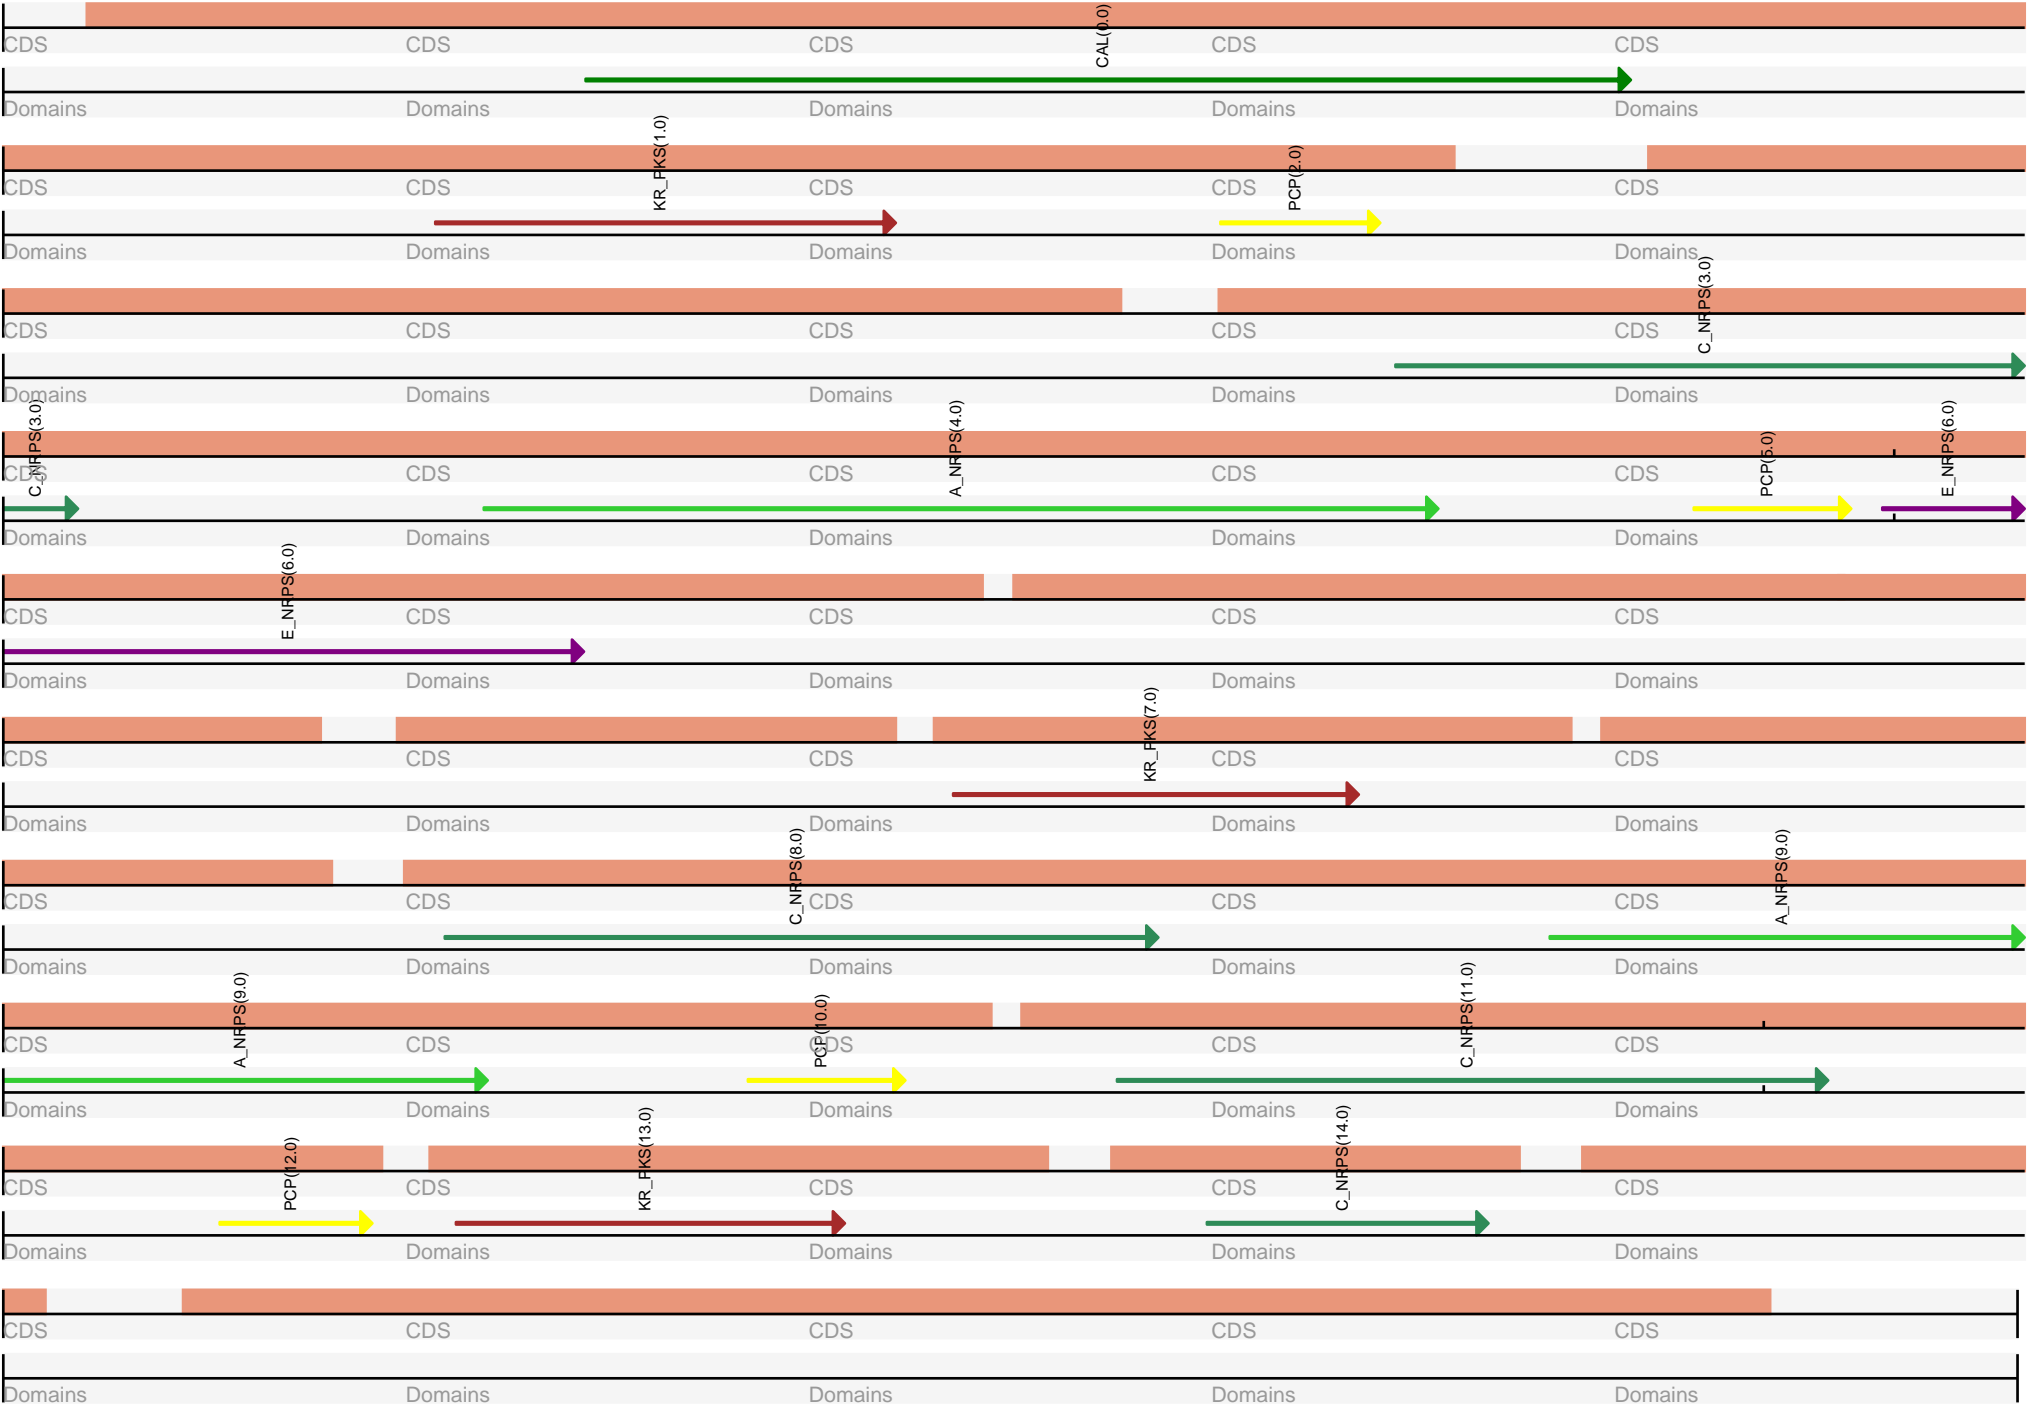 CAL(0.0)
CDS CDS CDS CDS CDS
Domains Domains Domains Domains Domains
KR_PKS(1.0) PCP(2.0)
CDS CDS CDS CDS CDS
Domains Domains Domains Domains Domains
C_NRPS(3.0)
CDS CDS CDS CDS CDS
Domains Domains Domains Domains Domains
C_NRPS(3.0) A_NRPS(4.0) PCP(5.0) E_NRPS(6.0)
CDS CDS CDS CDS CDS
Domains Domains Domains Domains Domains
E_NRPS(6.0)
CDS CDS CDS CDS CDS
Domains Domains Domains Domains Domains
KR_PKS(7.0)
CDS CDS CDS CDS CDS
Domains Domains Domains Domains Domains
C_NRPS(8.0) A_NRPS(9.0)
CDS CDS CDS CDS CDS
Domains Domains Domains Domains Domains
A_NRPS(9.0) PCP(10.0) C_NRPS(11.0)
CDS CDS CDS CDS CDS
Domains Domains Domains Domains Domains
PCP(12.0) KR_PKS(13.0) C_NRPS(14.0)
CDS CDS CDS CDS CDS
Domains Domains Domains Domains Domains
CDS CDS CDS CDS CDS
Domains Domains Domains Domains Domains